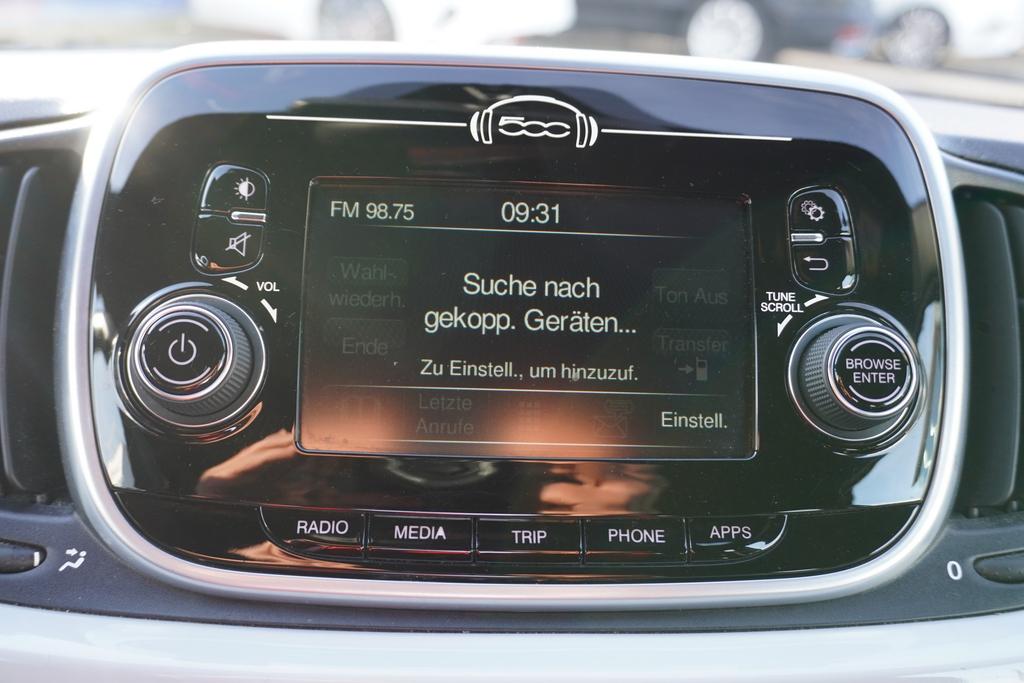 500
FM 98.75
09:31
VOL
TUNE
SCROLL
Wahl-
wiederh.
Suche nach
gekopp. Geräten...
Ton Aus
Ende
Transfer
Zu Einstell., um hinzuzuf.
BROWSE
ENTER
Letzte
Anrufe
Einstell.
RADIO
MEDIA
TRIP
PHONE
APPS
0